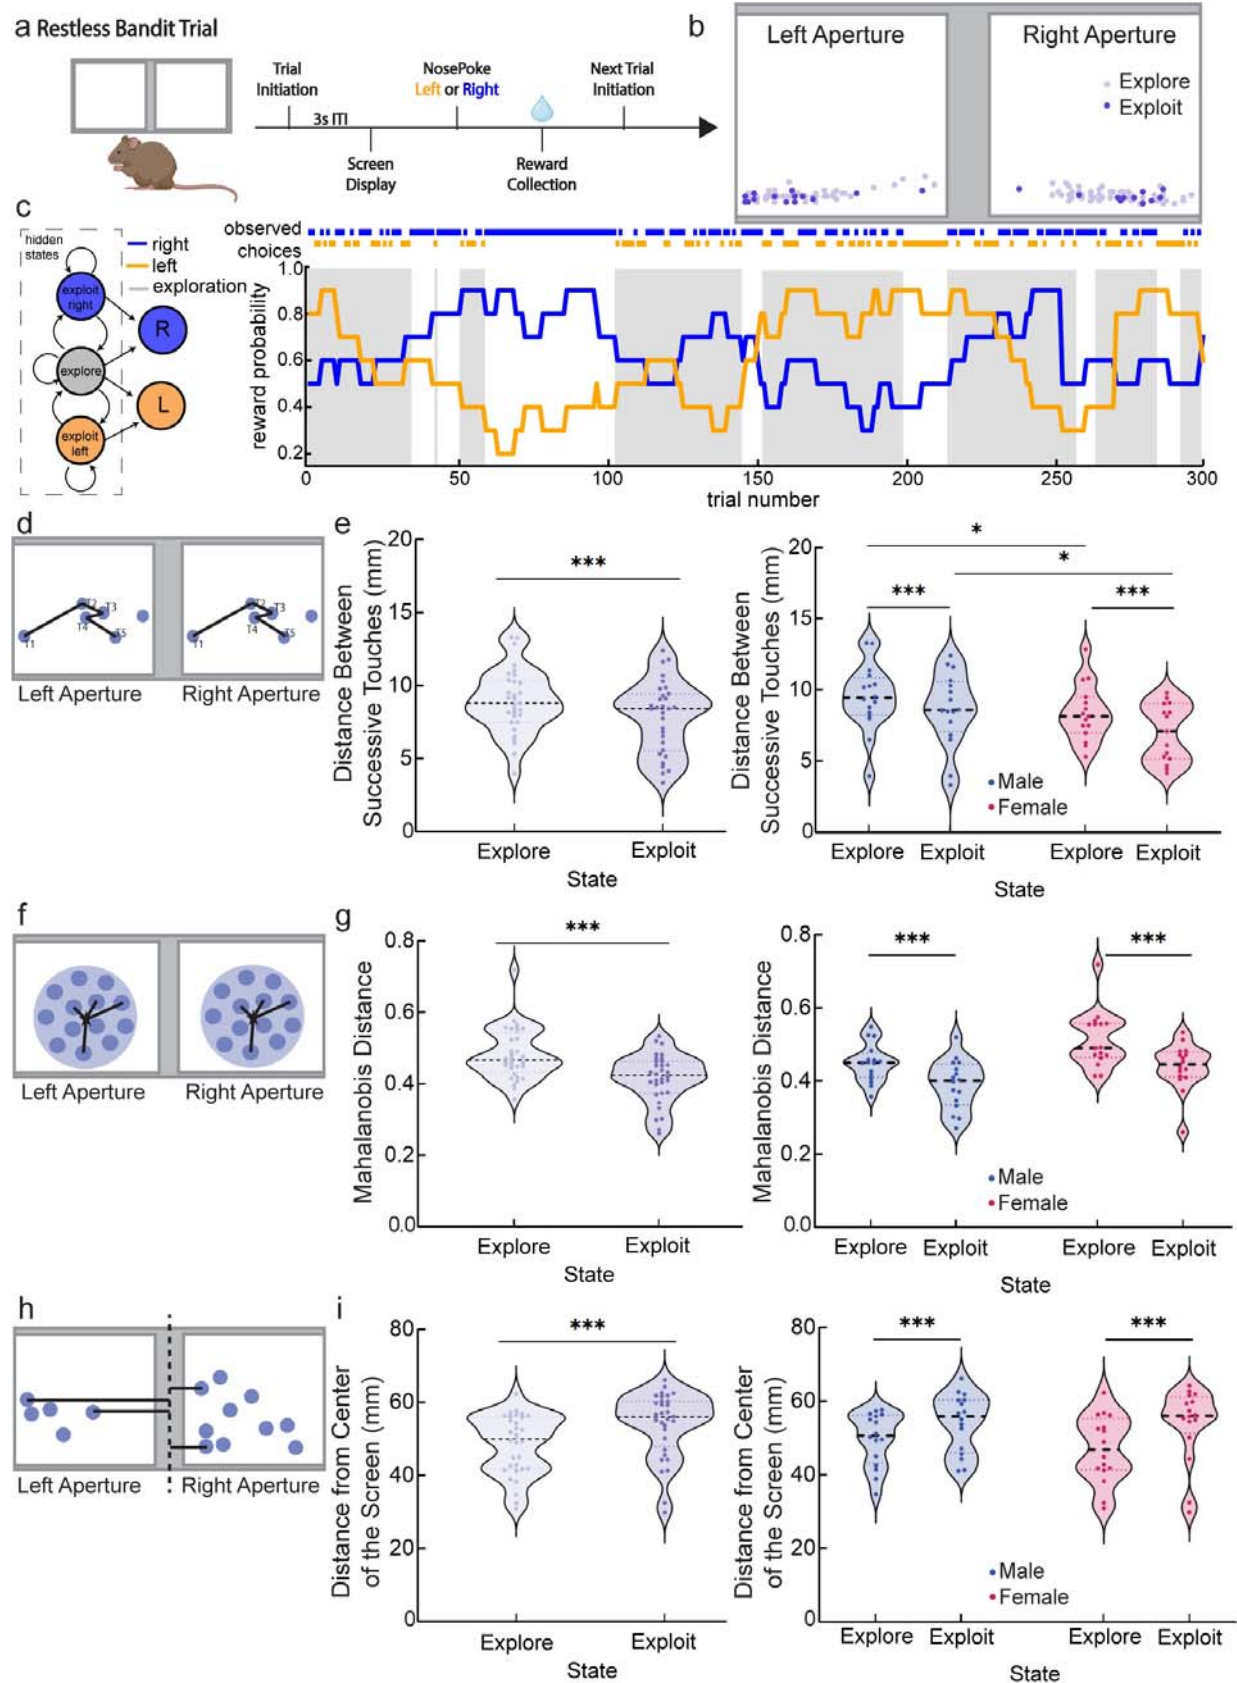 a Restless Bandit Trial
Trial
Initiation
3s ITI
Screen
Display
NosePoke
Left or Right
Reward
Collection
Next Trial
Initiation
b
Left Aperture
Right Aperture
Explore
Exploit
c
hidden
states
exploit
right
explore
exploit
left
R
L
right
left
exploration
observed
choices
reward probability
1.0
0.8
0.6
0.4
0.2
0
50
100
150
200
250
300
trial number
d
T1
T2
T3
T4
T5
T1
T2
T3
T4
T5
Left Aperture
Right Aperture
e
Distance Between
Successive Touches (mm)
20
15
10
5
0
***
Explore
Exploit
State
Distance Between
Successive Touches (mm)
20
15
10
5
0
*
*
***
***
Male
Female
Explore
Exploit
Explore
Exploit
State
f
Left Aperture
Right Aperture
g
Mahalanobis Distance
0.8
0.6
0.4
0.2
0.0
***
Explore
Exploit
State
Mahalanobis Distance
0.8
0.6
0.4
0.2
0.0
***
***
Male
Female
Explore
Exploit
Explore
Exploit
State
h
Left Aperture
Right Aperture
i
Distance from Center
of the Screen (mm)
80
60
40
20
0
***
Explore
Exploit
State
Distance from Center
of the Screen (mm)
80
60
40
20
0
***
***
Male
Female
Explore
Exploit
Explore
Exploit
State